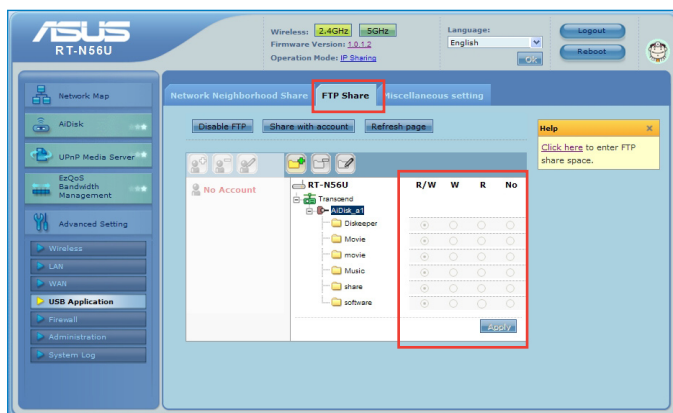 ASUS
RT-N56U
Wireless: 2.4GHz 5GHz
Firmware Version: 1.0.1.2
Operation Mode: IP Sharing
Language:
English
OK
Logout
Reboot
Network Map
AiDisk
UPnP Media Server
EzQoS
Bandwidth
Management
Advanced Setting
Wireless
LAN
WAN
USB Application
Firewall
Administration
System Log
Network Neighborhood Share
FTP Share
Miscellaneous setting
Disable FTP
Share with account
Refresh page
No Account
RT-N56U
R/W W R No
Transcend
AiDisk_a1
Diskeeper
Movie
movie
Music
share
software
Apply
Help x
Click here to enter FTP
share space.